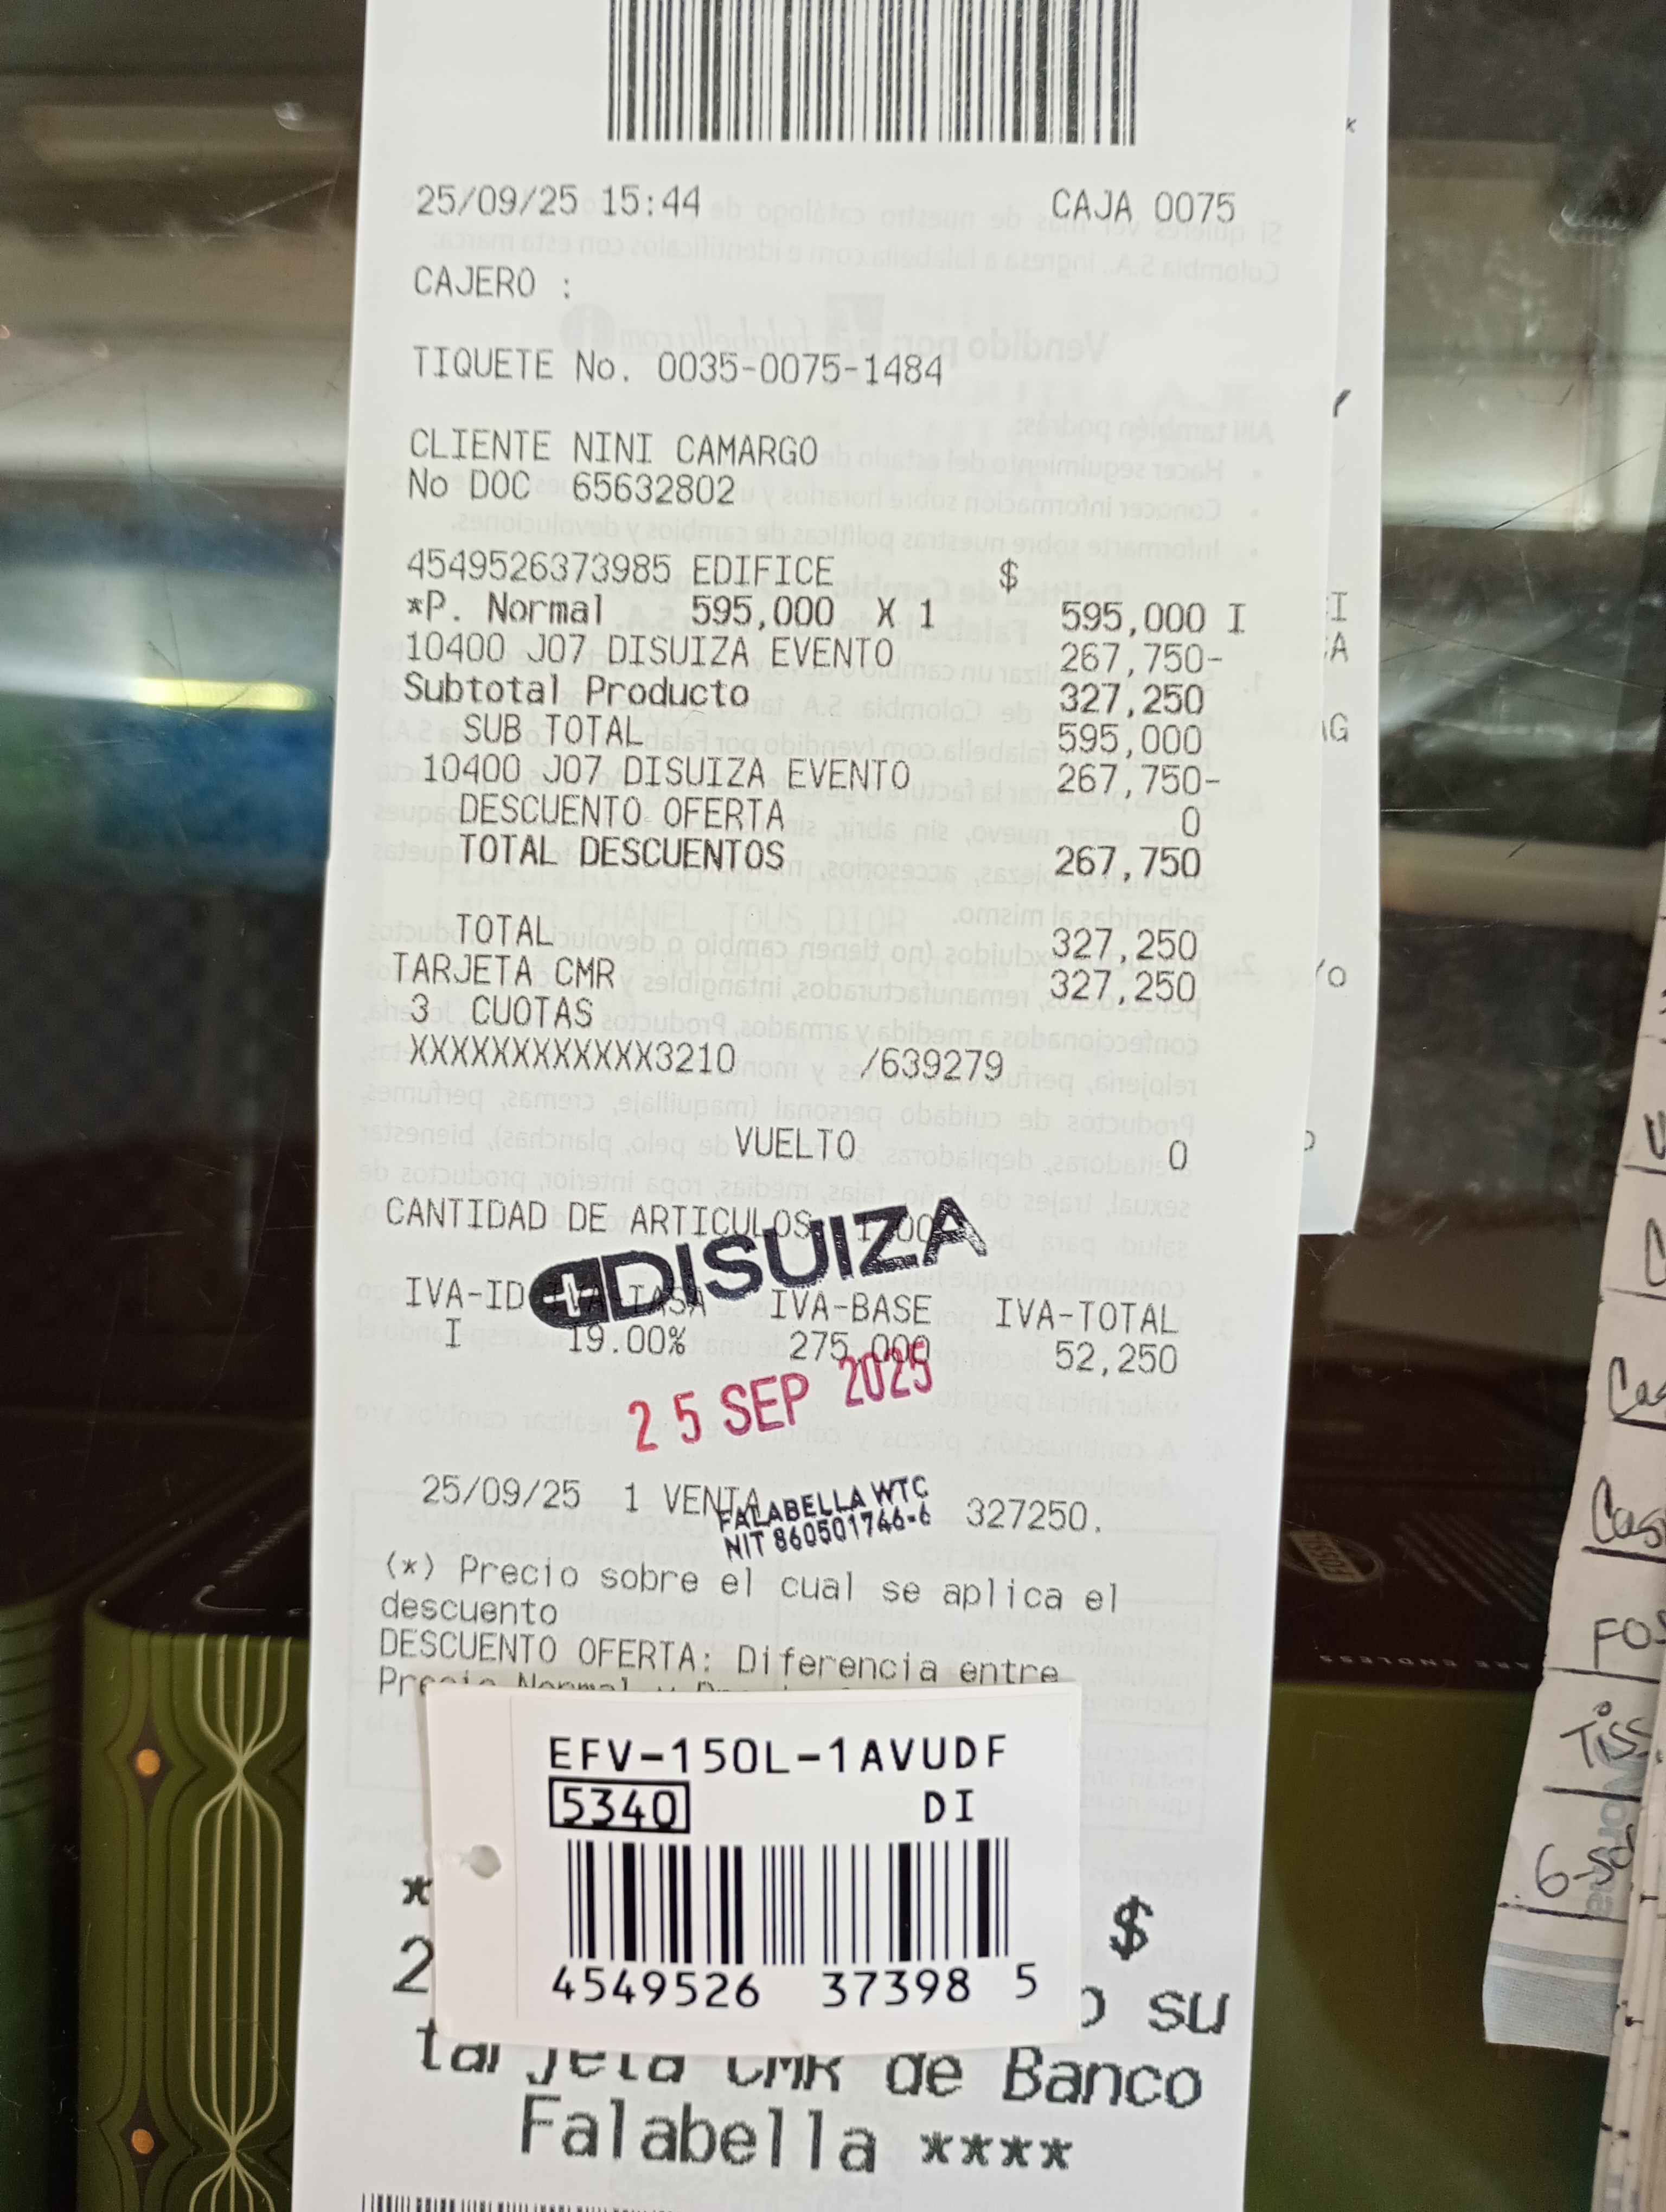 25/09/25 15:44 CAJA 0075
CAJERO :
TIQUETE No. 0035-0075-1484
CLIENTE NINI CAMARGO
No DOC 65632802
4549526373985 EDIFICE $
*P. Normal 595,000 X 1 595,000 I
10400 J07 DISUIZA EVENTO 267,750-
Subtotal Producto 327,250
SUB TOTAL 595,000
10400 J07 DISUIZA EVENTO 267,750-
DESCUENTO OFERTA 0
TOTAL DESCUENTOS 267,750
TOTAL 327,250
TARJETA CMR 327,250
3 CUOTAS
XXXXXXXXXXXX3210 /639279
VUELTO 0
CANTIDAD DE ARTICULOS
DISUIZA
IVA-ID TASA IVA-BASE IVA-TOTAL
I 19.00% 275,000 52,250
25 SEP 2025
25/09/25 1 VENTA 327250.
FALABELLA WTC
NIT 860501746-6
(*) Precio sobre el cual se aplica el
descuento
DESCUENTO OFERTA: Diferencia entre
Precio Normal y
EFV-150L-1AVUDF
5340 DI
4549526 37398 5
* $
2 su
tarjeta CMR de Banco
Falabella ****